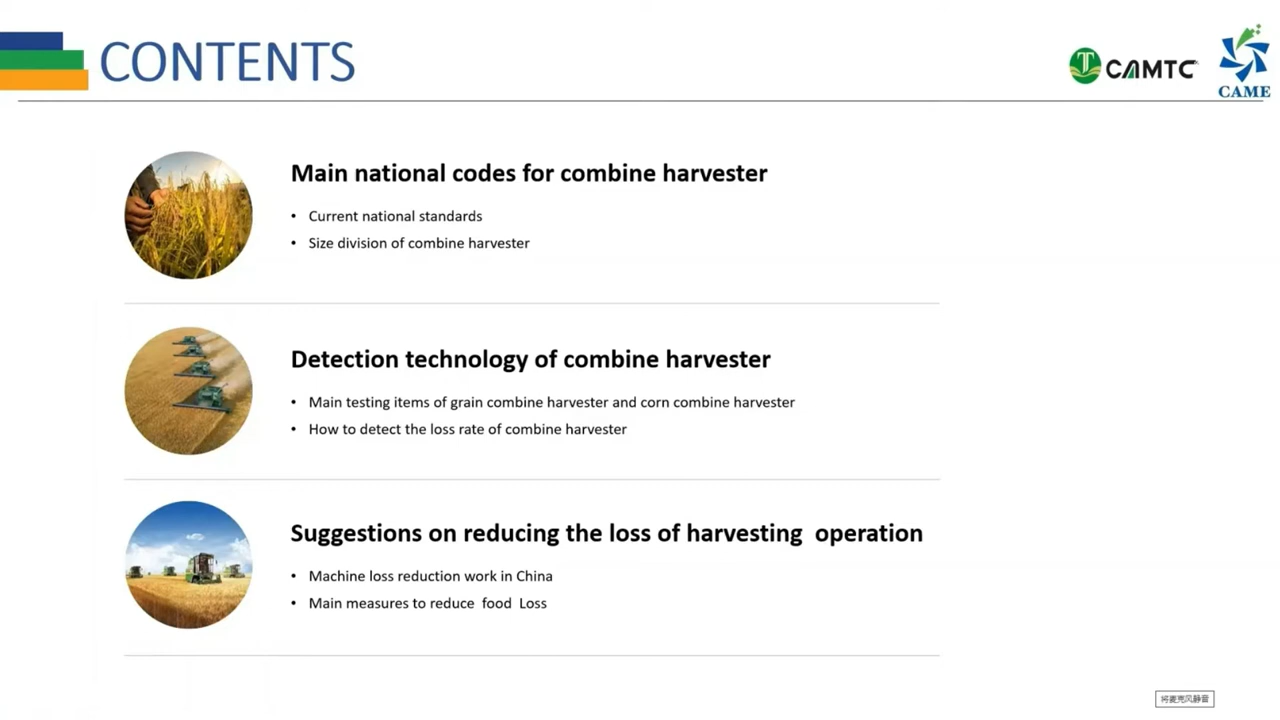 CONTENTS
CAMTC
CAME
Main national codes for combine harvester
• Current national standards
• Size division of combine harvester
Detection technology of combine harvester
• Main testing items of grain combine harvester and corn combine harvester
• How to detect the loss rate of combine harvester
Suggestions on reducing the loss of harvesting operation
• Machine loss reduction work in China
• Main measures to reduce food Loss
将麦克风静音